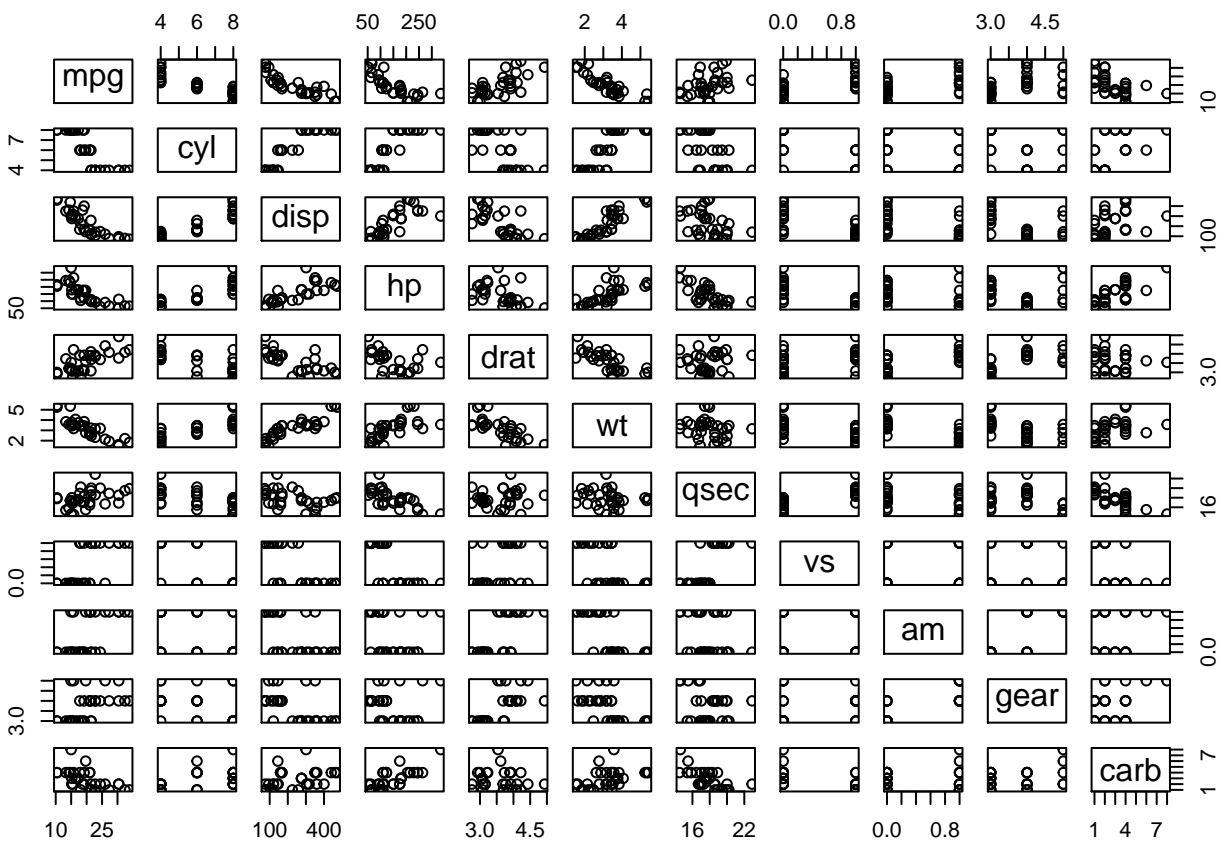 4 6 8 50 250 2 4 0.0 0.8 3.0 4.5
mpg 10
4 7 cyl
disp 100
50 hp
drat 3.0
2 5 wt
qsec 16
0.0 vs
am 0.0
3.0 gear
carb 1 7
10 25 100 400 3.0 4.5 16 22 0.0 0.8 1 4 7